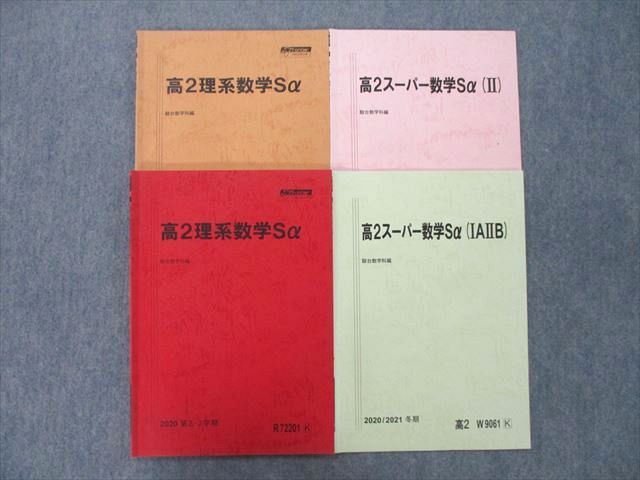 高2理系数学Sα
駿台数学科編
高2スーパー数学Sα(Ⅱ)
駿台数学科編
高2理系数学Sα
駿台数学科編
2020 第2・3学期
R72201 K
高2スーパー数学Sα(ⅠAⅡB)
駿台数学科編
2020/2021 冬期
高2 W9061 K